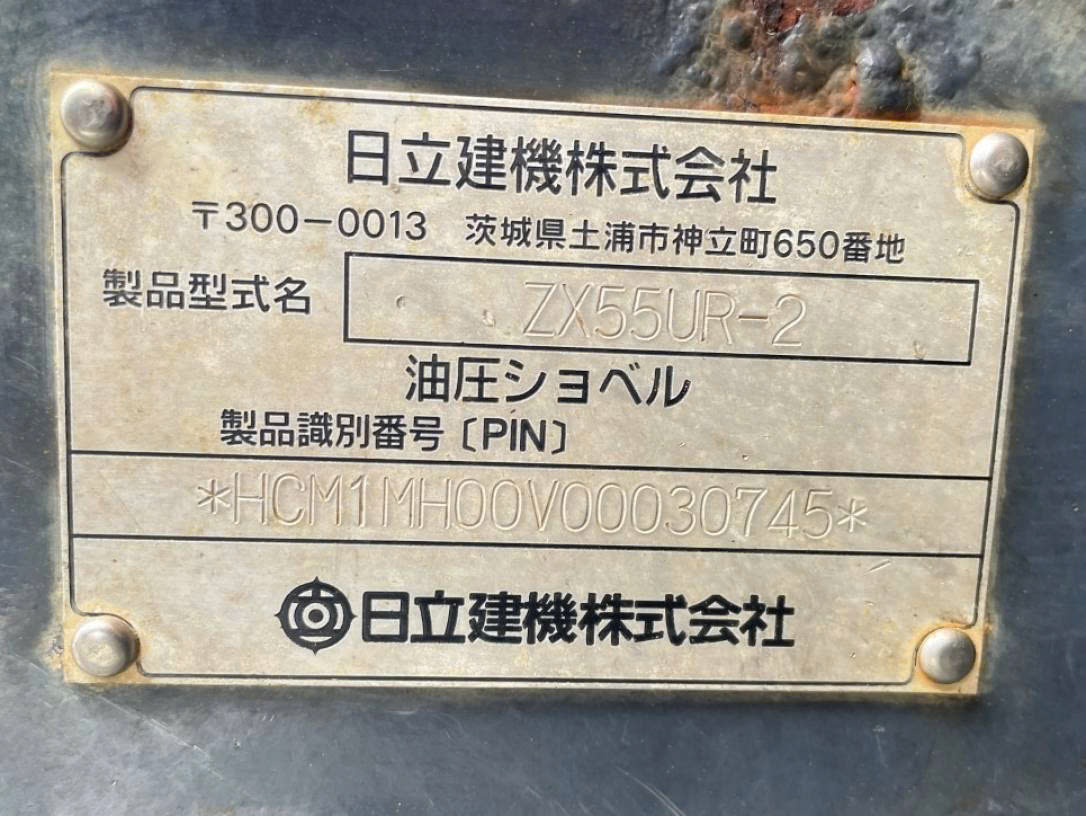 日立建機株式会社
〒300-0013 茨城県土浦市神立町650番地
製品型式名 ZX55UR-2
油圧ショベル
製品識別番号〔PIN〕
*HCM1MH00V00030745*
日立建機株式会社